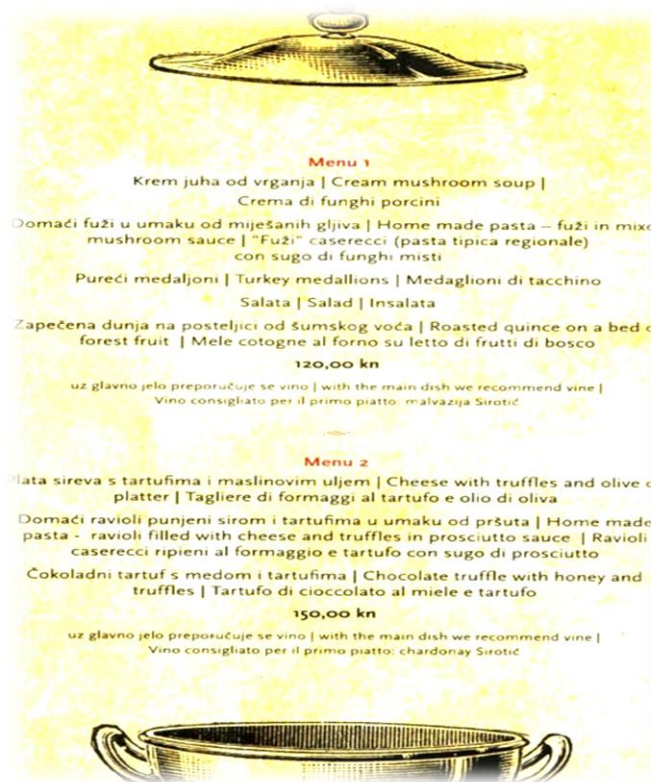 Menu 1
Krem juha od vrganja | Cream mushroom soup |
Crema di funghi porcini
Domaći fuži u umaku od miješanih gljiva | Home made pasta – fuži in mixe
mushroom sauce | "Fuži" caserecci (pasta tipica regionale)
con sugo di funghi misti
Pureći medaljoni | Turkey medallions | Medaglioni di tacchino
Salata | Salad | Insalata
Zapečena dunja na posteljici od šumskog voća | Roasted quince on a bed o
forest fruit | Mele cotogne al forno su letto di frutti di bosco
120,00 kn
uz glavno jelo preporučuje se vino | with the main dish we recommend vine |
Vino consigliato per il primo piatto: malvazija Sirotić
Menu 2
Plata sireva s tartufima i maslinovim uljem | Cheese with truffles and olive o
platter | Tagliere di formaggi al tartufo e olio di oliva
Domaći ravioli punjeni sirom i tartufima u umaku od pršuta | Home made
pasta - ravioli filled with cheese and truffles in prosciutto sauce | Ravioli
caserecci ripieni al formaggio e tartufo con sugo di prosciutto
Čokoladni tartuf s medom i tartufima | Chocolate truffle with honey and
truffles | Tartufo di cioccolato al miele e tartufo
150,00 kn
uz glavno jelo preporučuje se vino | with the main dish we recommend vine |
Vino consigliato per il primo piatto: chardonay Sirotić